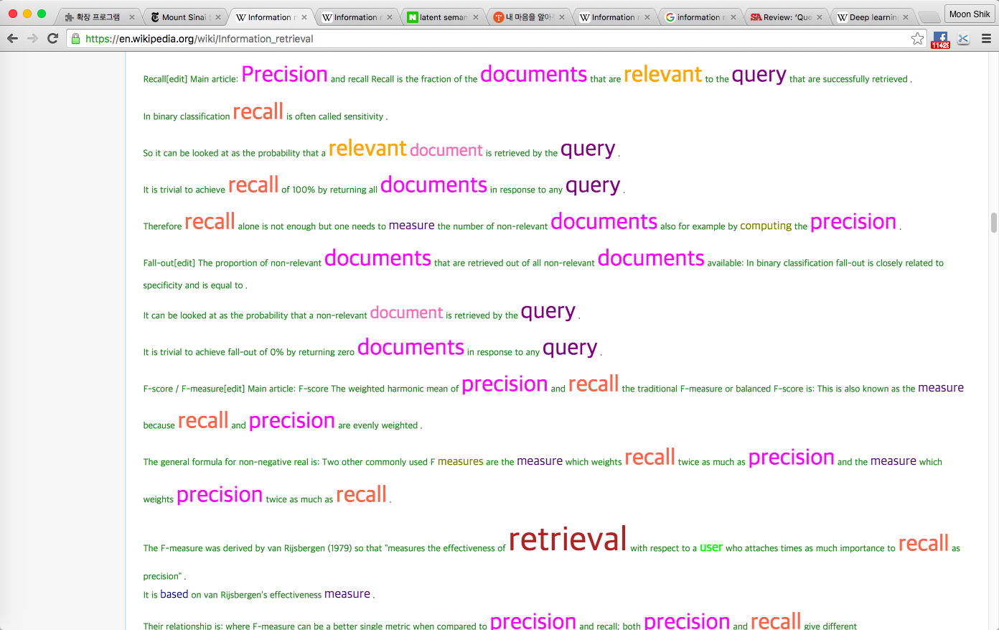 확장 프로그램
Mount Sinai
Information r
Information r
latent seman
내 마음을 알아
Information r
information r
Review: ‘Que
Deep learning
Moon Shik
https://en.wikipedia.org/wiki/Information_retrieval
Recall[edit] Main article: Precision and recall Recall is the fraction of the documents that are relevant to the query that are successfully retrieved .
In binary classification recall is often called sensitivity .
So it can be looked at as the probability that a relevant document is retrieved by the query .
It is trivial to achieve recall of 100% by returning all documents in response to any query .
Therefore recall alone is not enough but one needs to measure the number of non-relevant documents also for example by computing the precision .
Fall-out[edit] The proportion of non-relevant documents that are retrieved out of all non-relevant documents available: In binary classification fall-out is closely related to
specificity and is equal to .
It can be looked at as the probability that a non-relevant document is retrieved by the query .
It is trivial to achieve fall-out of 0% by returning zero documents in response to any query .
F-score / F-measure[edit] Main article: F-score The weighted harmonic mean of precision and recall the traditional F-measure or balanced F-score is: This is also known as the measure
because recall and precision are evenly weighted .
The general formula for non-negative real is: Two other commonly used F measures are the measure which weights recall twice as much as precision and the measure which
weights precision twice as much as recall .
The F-measure was derived by van Rijsbergen (1979) so that "measures the effectiveness of retrieval with respect to a user who attaches times as much importance to recall as
precision" .
It is based on van Rijsbergen's effectiveness measure .
Their relationship is: where F-measure can be a better single metric when compared to precision and recall; both precision and recall give different